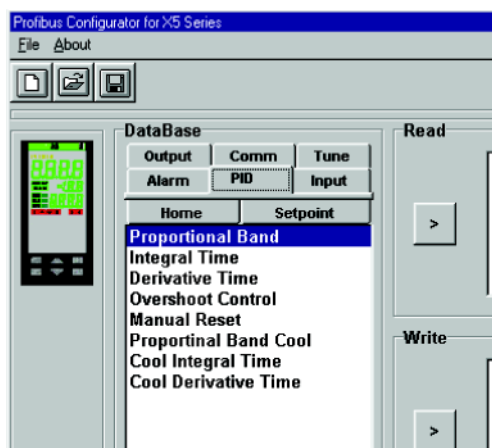 Profibus Configurator for X5 Series
File About
DataBase
Read
Output Comm Tune
Alarm PID Input
Home Setpoint
>
Proportional Band
Integral Time
Derivative Time
Overshoot Control
Manual Reset
Proportinal Band Cool
Write
Cool Integral Time
Cool Derivative Time
>